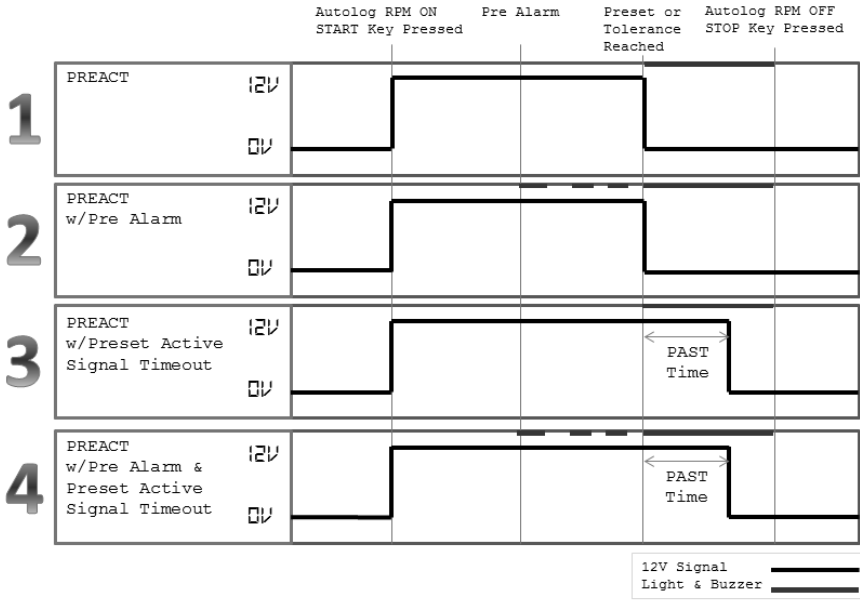 Autolog RPM ON
START Key Pressed
Pre Alarm
Preset or
Tolerance
Reached
Autolog RPM OFF
STOP Key Pressed
1
PREACT
12V
0V
2
PREACT
w/Pre Alarm
12V
0V
3
PREACT
w/Preset Active
Signal Timeout
12V
0V
PAST
Time
4
PREACT
w/Pre Alarm &
Preset Active
Signal Timeout
12V
0V
PAST
Time
12V Signal
Light & Buzzer